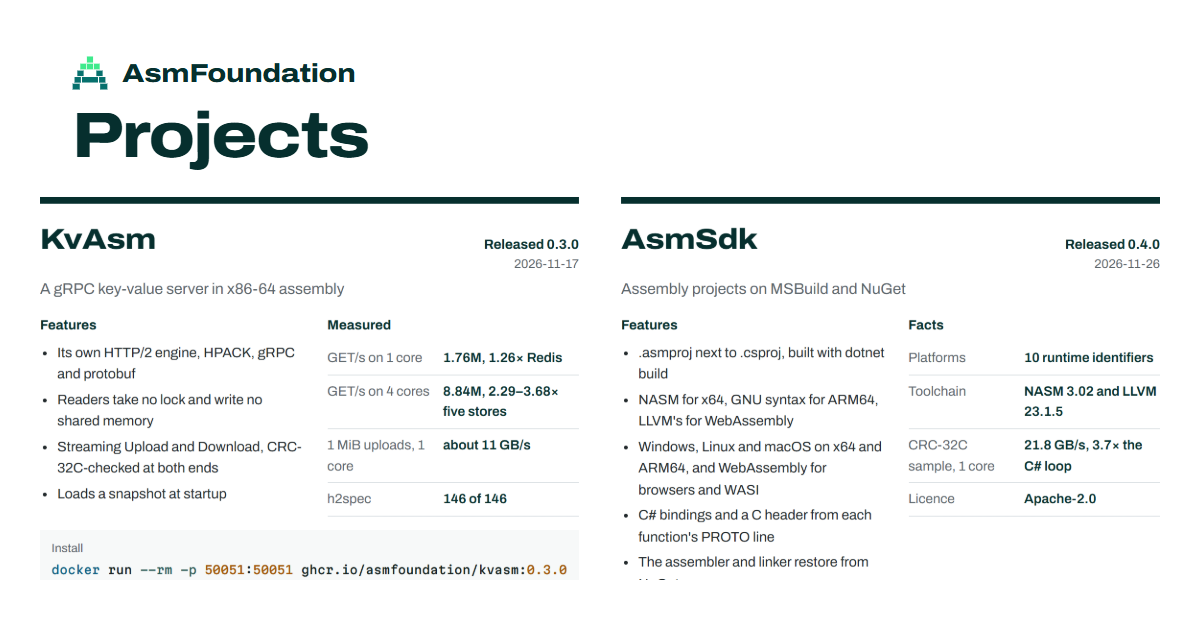 AsmFoundation
Projects
KvAsm
Released 0.3.0
2026-11-17
A gRPC key-value server in x86-64 assembly
Features
Its own HTTP/2 engine, HPACK, gRPC
and protobuf
Readers take no lock and write no
shared memory
Streaming Upload and Download, CRC-
32C-checked at both ends
Loads a snapshot at startup
Measured
GET/s on 1 core 1.76M, 1.26× Redis
GET/s on 4 cores 8.84M, 2.29–3.68×
five stores
1 MiB uploads, 1 about 11 GB/s
core
h2spec 146 of 146
Install
docker run --rm -p 50051:50051 ghcr.io/asmfoundation/kvasm:0.3.0
AsmSdk
Released 0.4.0
2026-11-26
Assembly projects on MSBuild and NuGet
Features
.asmproj next to .csproj, built with dotnet
build
NASM for x64, GNU syntax for ARM64,
LLVM's for WebAssembly
Windows, Linux and macOS on x64 and
ARM64, and WebAssembly for
browsers and WASI
C# bindings and a C header from each
function's PROTO line
The assembler and linker restore from
Facts
Platforms 10 runtime identifiers
Toolchain NASM 3.02 and LLVM
23.1.5
CRC-32C 21.8 GB/s, 3.7× the
sample, 1 core C# loop
Licence Apache-2.0